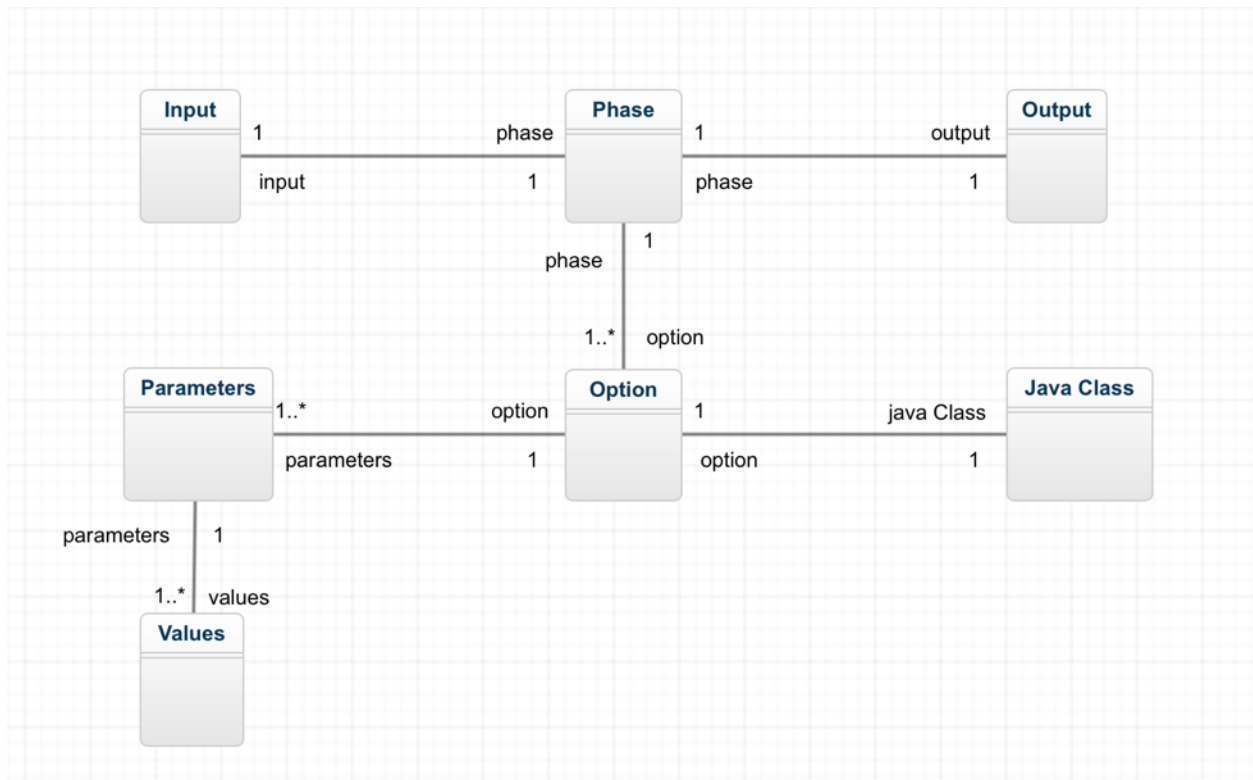 Input
Phase
Output
1
phase
1
output
input
1
phase
1
1
phase
1..*
option
Parameters
Option
Java Class
1..*
option
1
java Class
parameters
1
option
1
parameters
1
1..*
values
Values